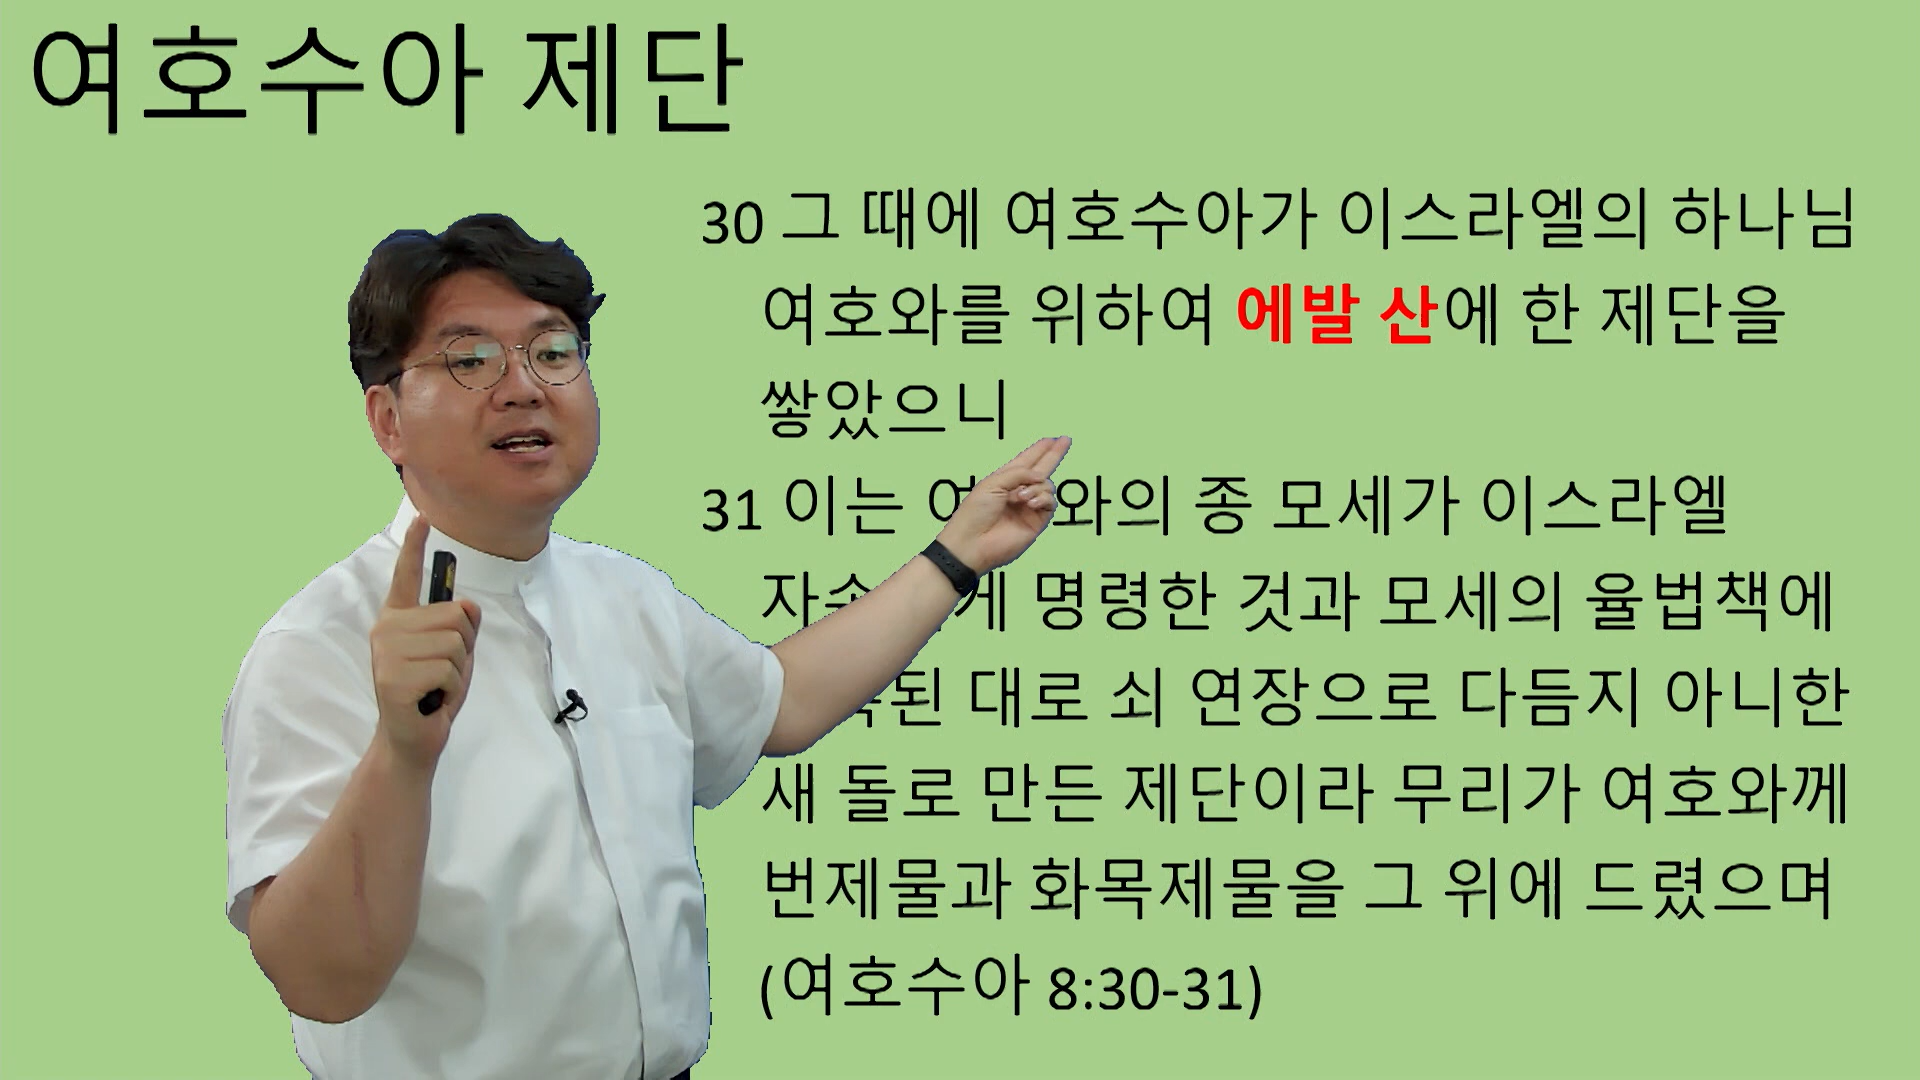 여호수아 제단
30 그 때에 여호수아가 이스라엘의 하나님
여호와를 위하여 에발 산에 한 제단을
쌓았으니
31 이는 와의 종 모세가 이스라엘
명령한 것과 모세의 율법책에
된 대로 쇠 연장으로 다듬지 아니한
새 돌로 만든 제단이라 무리가 여호와께
번제물과 화목제물을 그 위에 드렸으며
(여호수아 8:30-31)